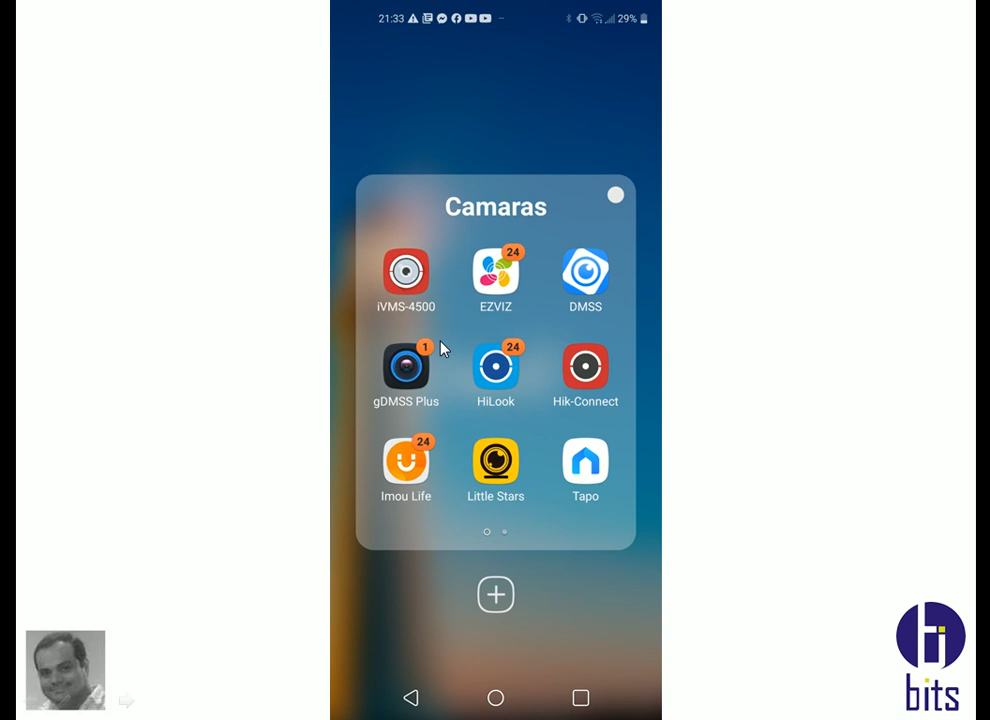 21:33
29%
Camaras
24
iVMS-4500
EZVIZ
DMSS
1
24
gDMSS Plus
HiLook
Hik-Connect
24
Imou Life
Little Stars
Tapo
hi
bits